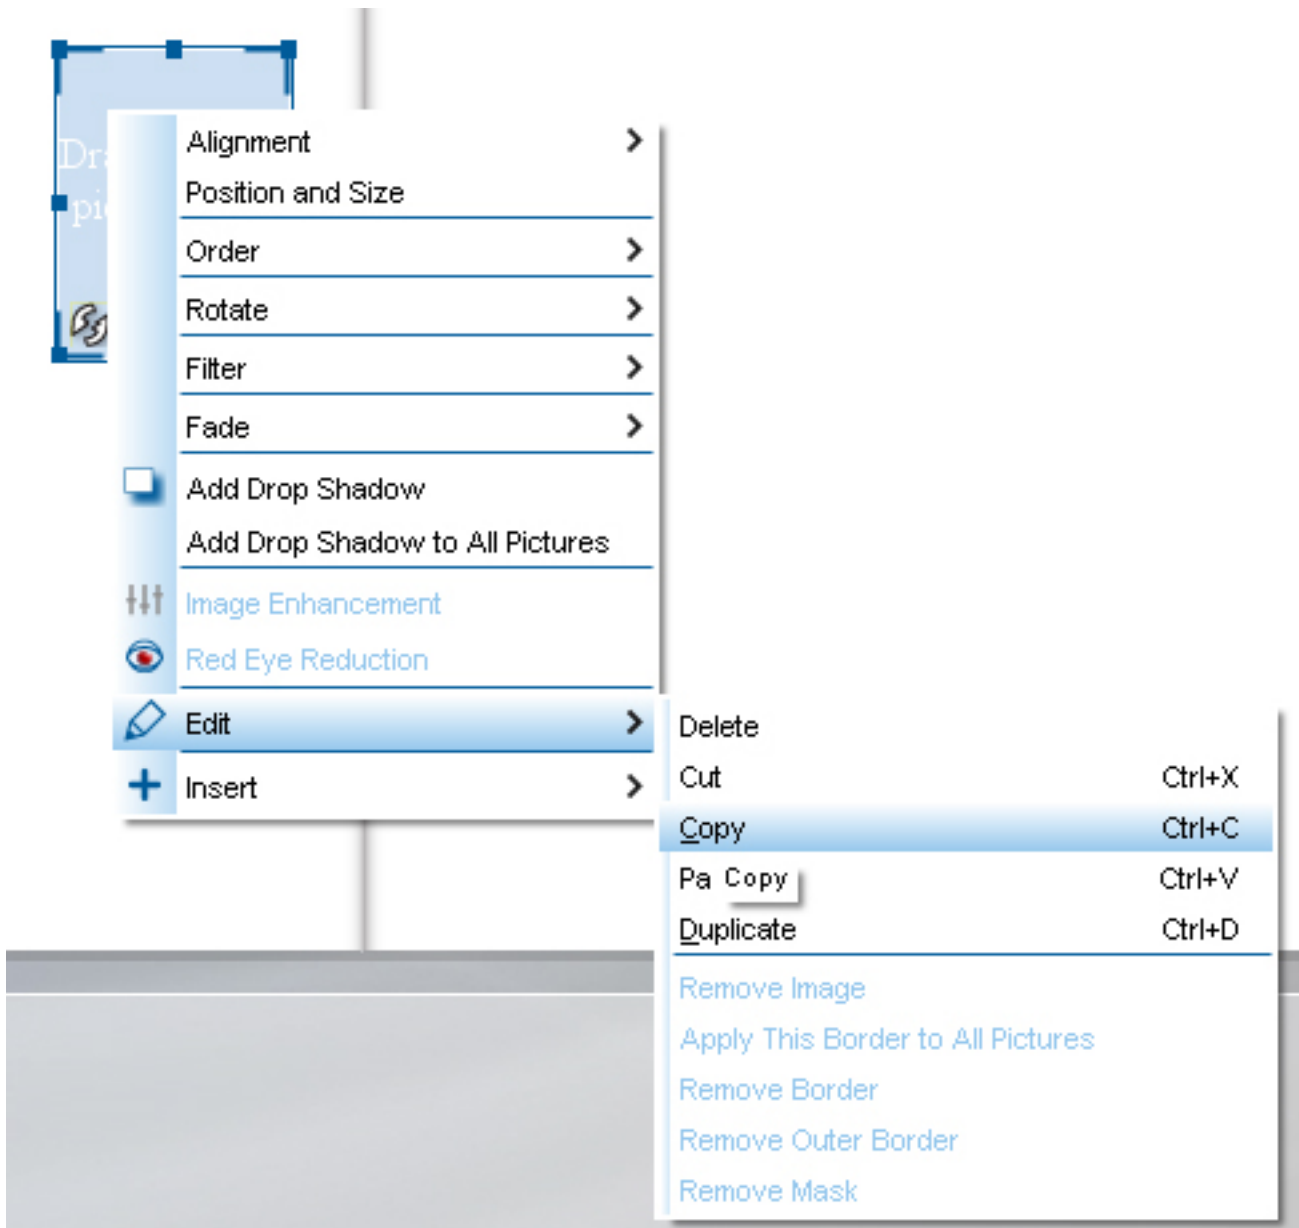 Dra
pi
Alignment
Position and Size
Order
Rotate
Filter
Fade
Add Drop Shadow
Add Drop Shadow to All Pictures
Image Enhancement
Red Eye Reduction
Edit
Insert
Delete
Cut Ctrl+X
Copy Ctrl+C
Pa Copy Ctrl+V
Duplicate Ctrl+D
Remove Image
Apply This Border to All Pictures
Remove Border
Remove Outer Border
Remove Mask